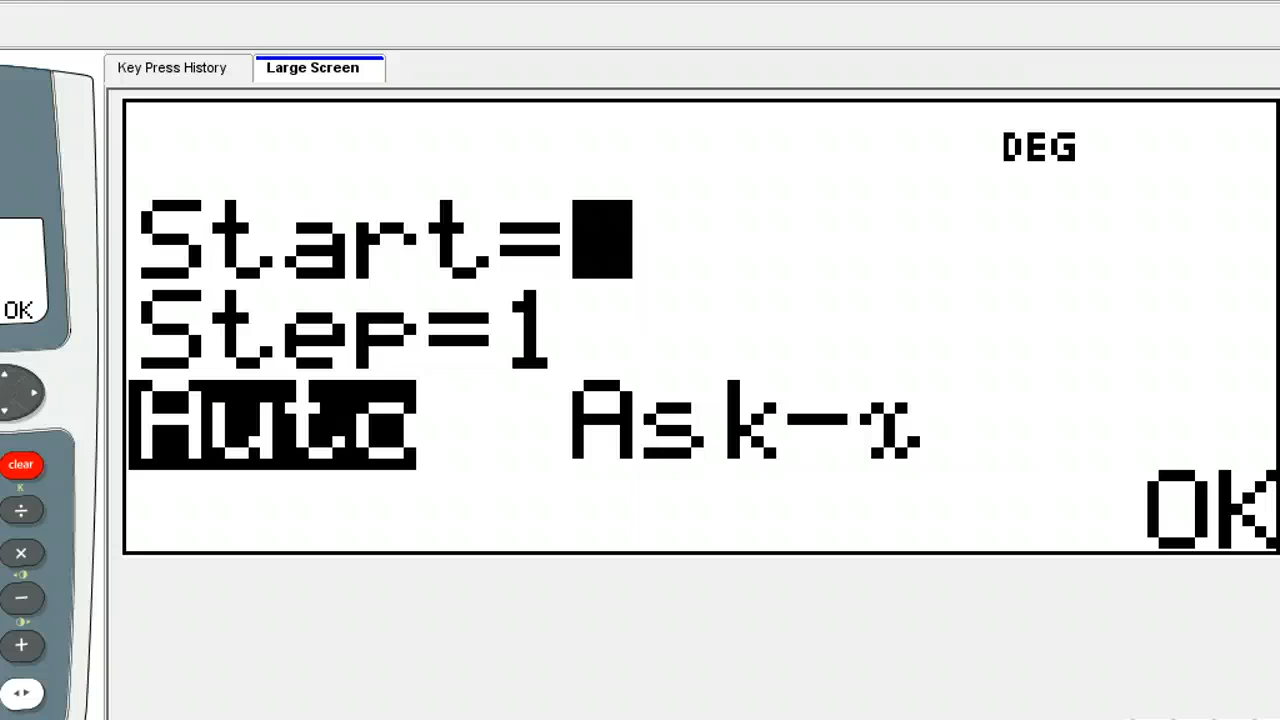 Key Press History
Large Screen
DEG
Start=
Step=1
Auto Ask-x
OK
OK
clear
K
÷
×
−
+